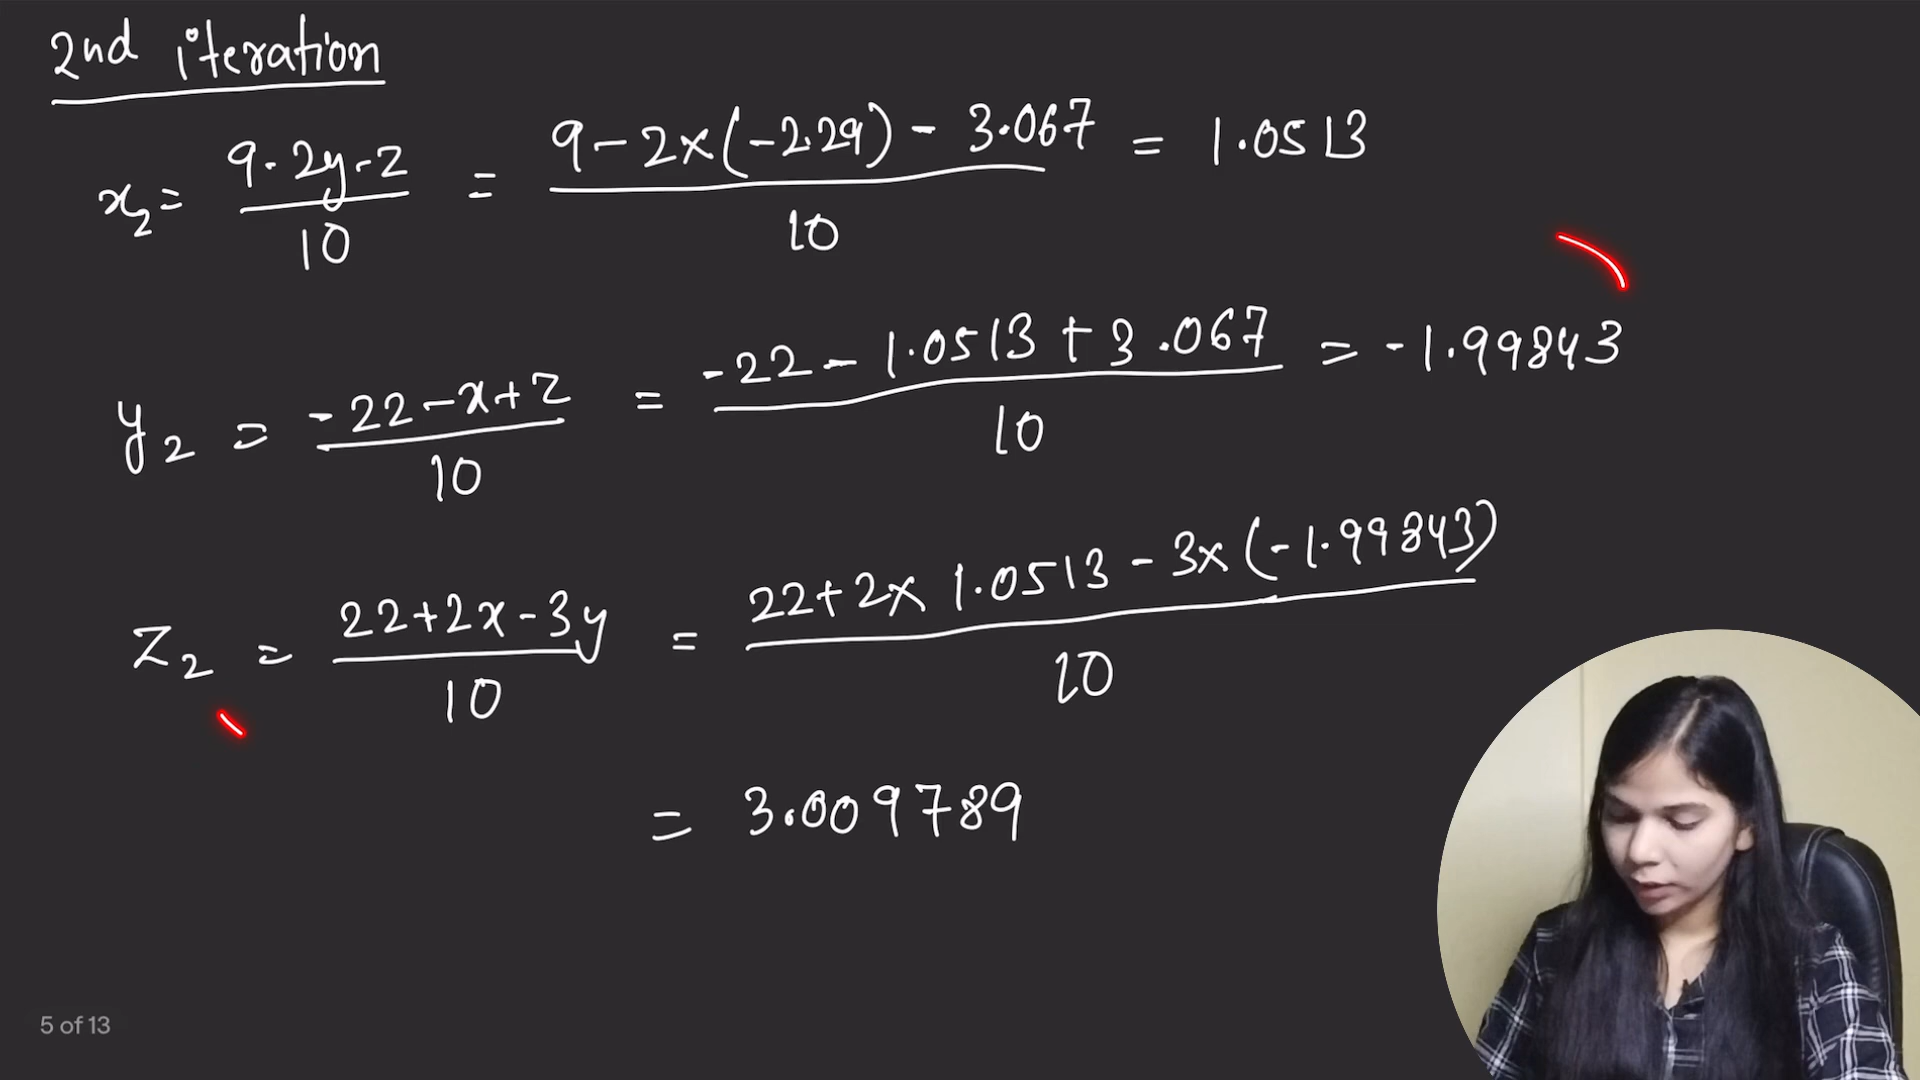 2nd iteration
x₂ = (9-2y-z)/10 = (9-2x(-2.29)-3.067)/10 = 1.0513
y₂ = (-22-x+z)/10 = (-22-1.0513+3.067)/10 = -1.99843
z₂ = (22+2x-3y)/10 = (22+2x 1.0513-3x(-1.99843))/10
= 3.009789
5 of 13